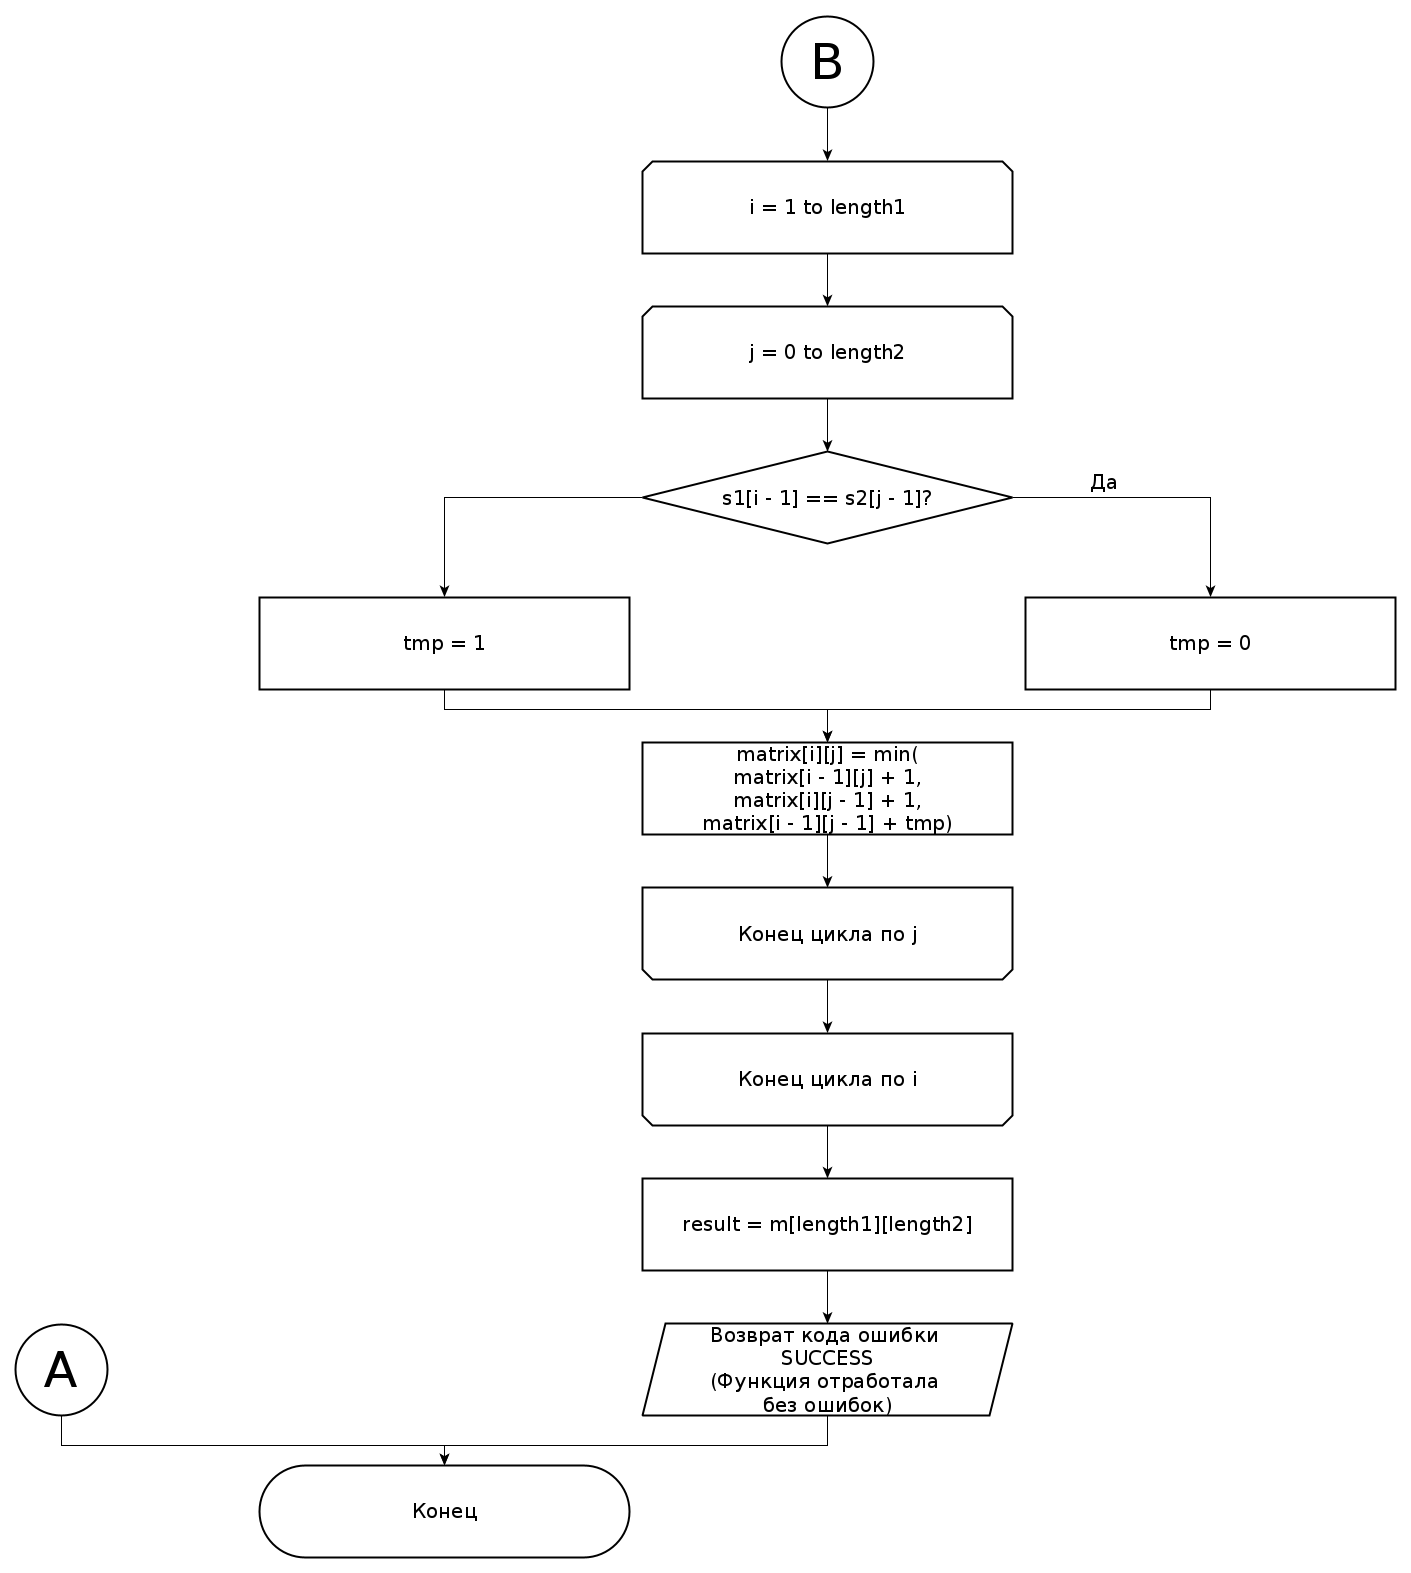 B
i = 1 to length1
j = 0 to length2
s1[i - 1] == s2[j - 1]?
Да
tmp = 1
tmp = 0
matrix[i][j] = min(
matrix[i - 1][j] + 1,
matrix[i][j - 1] + 1,
matrix[i - 1][j - 1] + tmp)
Конец цикла по j
Конец цикла по i
result = m[length1][length2]
Возврат кода ошибки
SUCCESS
(Функция отработала
без ошибок)
A
Конец